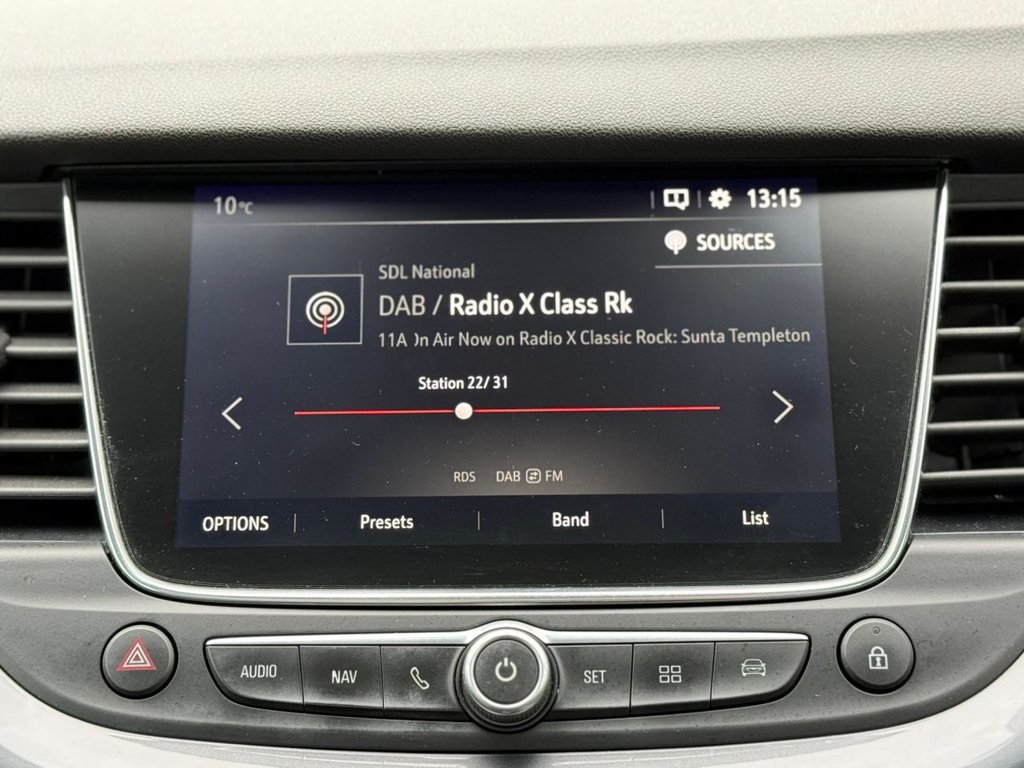 10°C 13:15
SOURCES
SDL National
DAB / Radio X Class Rk
11A )n Air Now on Radio X Classic Rock: Sunta Templeton
Station 22/ 31
RDS DAB FM
OPTIONS Presets Band List
AUDIO NAV SET